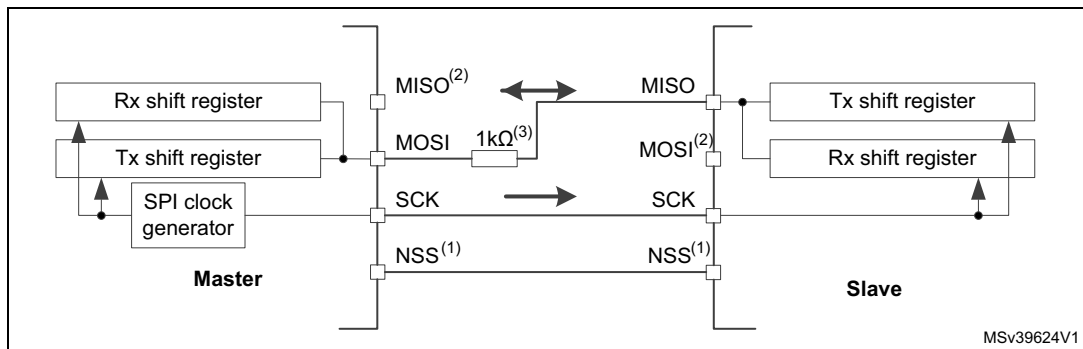 MISO(2)
MISO
Rx shift register
Tx shift register
1kΩ(3)
MOSI
MOSI(2)
Tx shift register
Rx shift register
SPI clock
generator
SCK
SCK
NSS(1)
NSS(1)
Master
Slave
MSv39624V1